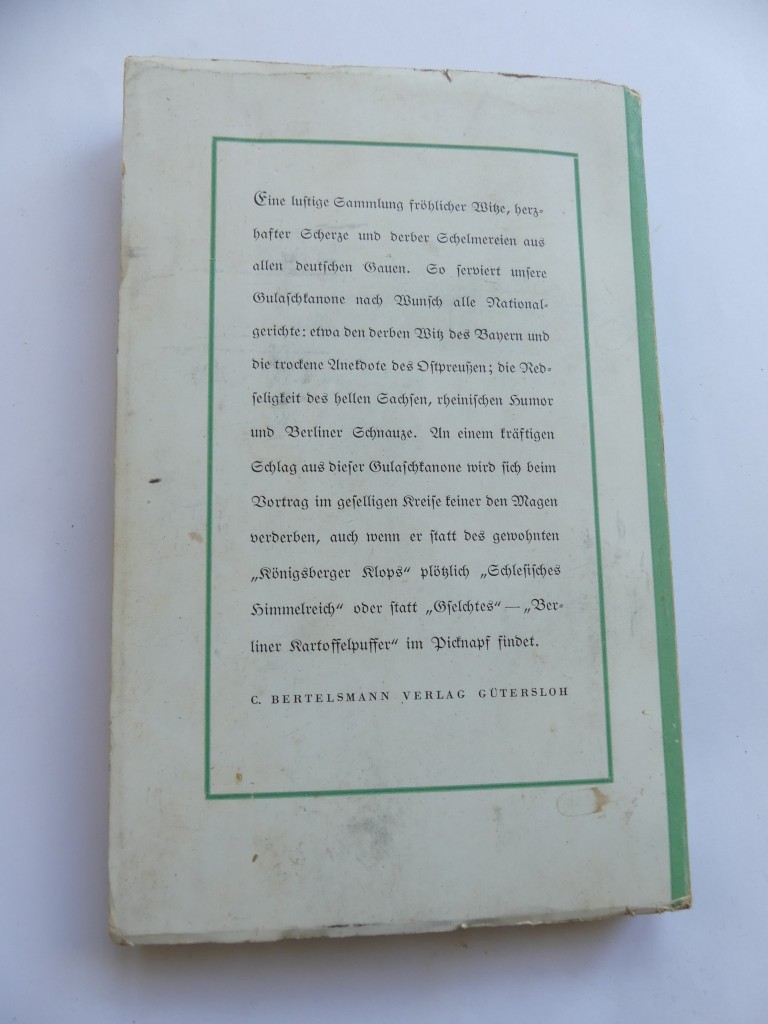 Eine luſtige Sammlung fröhlicher Witze, herz-
hafter Scherze und derber Schelmereien aus
allen deutſchen Gauen. So ſerviert unſere
Gulaſchkanone nach Wunſch alle National-
gerichte: etwa den derben Witz des Bayern und
die trockene Anekdote des Oſtpreußen; die Red-
ſeligkeit des hellen Sachſen, rheiniſchen Humor
und Berliner Schnauze. An einem kräftigen
Schlag aus dieſer Gulaſchkanone wird ſich beim
Vortrag im geſelligen Kreiſe keiner den Magen
verderben, auch wenn er ſtatt des gewohnten
„Königsberger Klops“ plötzlich „Schleſiſches
Himmelreich“ oder ſtatt „Gſelchtes“ — „Ber-
liner Kartoffelpuffer“ im Picknapf findet.
C. BERTELSMANN VERLAG GÜTERSLOH